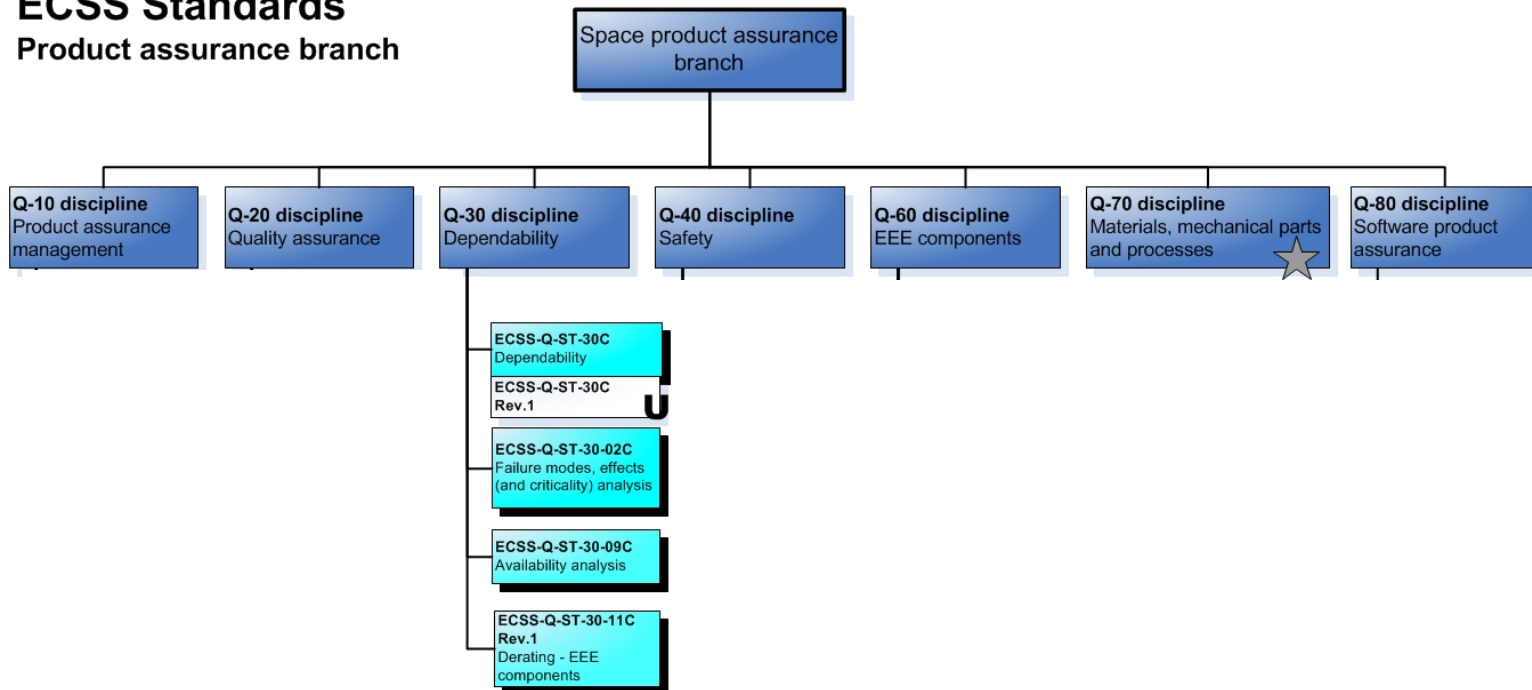 ECSS Standards
Product assurance branch
Space product assurance
branch
Q-10 discipline
Product assurance
management
Q-20 discipline
Quality assurance
Q-30 discipline
Dependability
Q-40 discipline
Safety
Q-60 discipline
EEE components
Q-70 discipline
Materials, mechanical parts
and processes
Q-80 discipline
Software product
assurance
ECSS-Q-ST-30C
Dependability
ECSS-Q-ST-30C
Rev.1
U
ECSS-Q-ST-30-02C
Failure modes, effects
(and criticality) analysis
ECSS-Q-ST-30-09C
Availability analysis
ECSS-Q-ST-30-11C
Rev.1
Derating - EEE
components